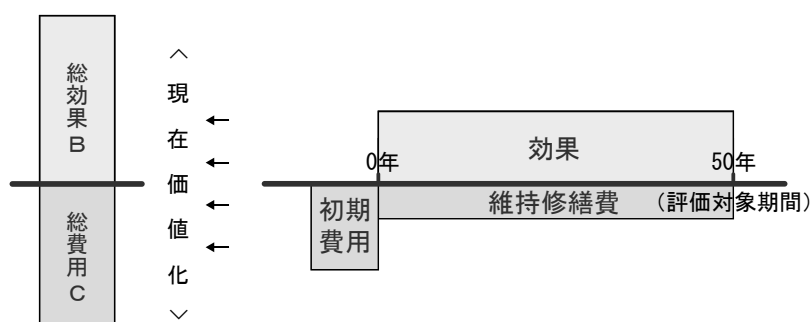 総効果B
総費用C
〈現在価値化〉
0年
効果
50年
初期
費用
維持修繕費
(評価対象期間)